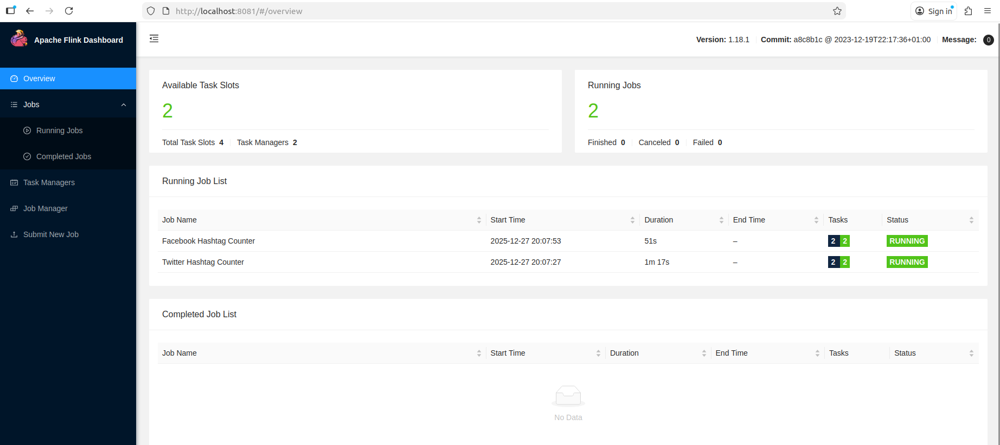 http://localhost:8081/#/overview
Sign in
Apache Flink Dashboard
Version: 1.18.1 Commit: a8c8b1c @ 2023-12-19T22:17:36+01:00 Message: 0
Overview
Jobs
Running Jobs
Completed Jobs
Task Managers
Job Manager
Submit New Job
Available Task Slots
2
Total Task Slots 4 Task Managers 2
Running Jobs
2
Finished 0 Canceled 0 Failed 0
Running Job List
Job Name Start Time Duration End Time Tasks Status
Facebook Hashtag Counter 2025-12-27 20:07:53 51s – 2 2 RUNNING
Twitter Hashtag Counter 2025-12-27 20:07:27 1m 17s – 2 2 RUNNING
Completed Job List
Job Name Start Time Duration End Time Tasks Status
No Data